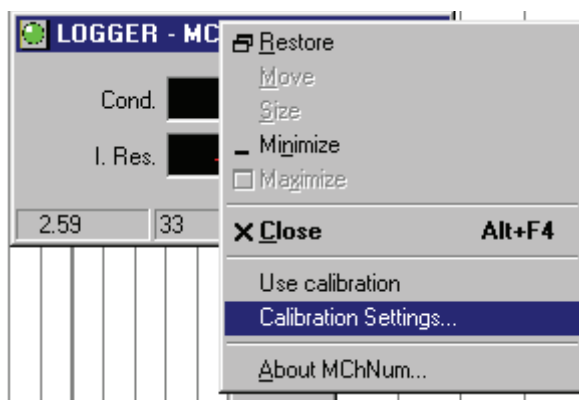 LOGGER - MC
Cond.
I. Res.
2.59 33
Restore
Move
Size
Minimize
Maximize
Close Alt+F4
Use calibration
Calibration Settings...
About MChNum...